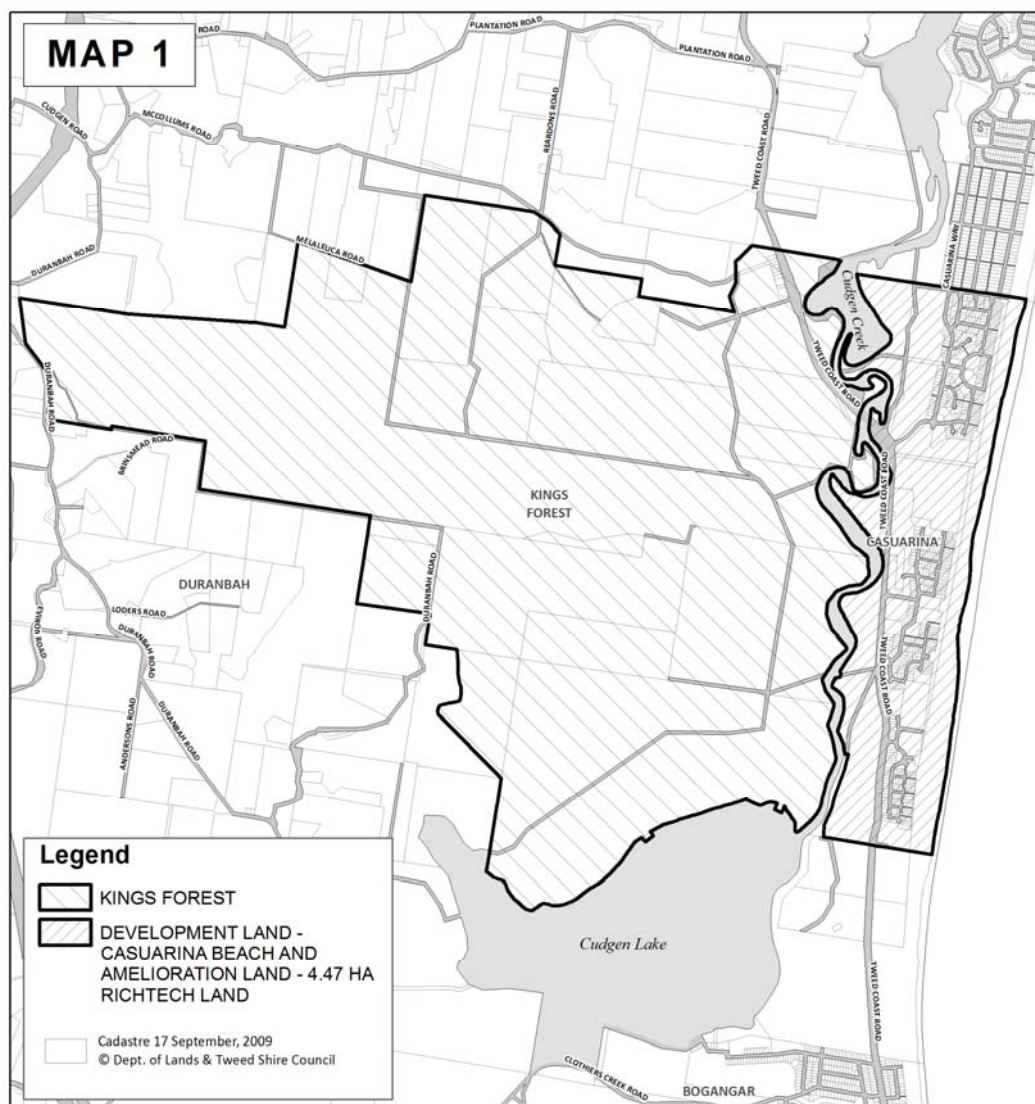 MAP 1
ROAD
PLANTATION ROAD
PLANTATION ROAD
CUDGEN ROAD
MCCOLLUMS ROAD
REARDONS ROAD
TWEED COAST ROAD
DURANBAH ROAD
MELALEUCA ROAD
CASUARINA WAY
Cudgen Creek
TWEED COAST ROAD
DURANBAH ROAD
BRINSMEAD ROAD
KINGS
FOREST
TWEED COAST ROAD
CASUARINA
DURANBAH
DURANBAH ROAD
LODERS ROAD
EVIRON ROAD
DURANBAH ROAD
TWEED COAST ROAD
ANDERSONS ROAD
DURANBAH ROAD
Legend
KINGS FOREST
DEVELOPMENT LAND -
CASUARINA BEACH AND
AMELIORATION LAND - 4.47 HA
RICHTECH LAND
Cadastre 17 September, 2009
© Dept. of Lands & Tweed Shire Council
Cudgen Lake
TWEED COAST ROAD
CLOTHIERS CREEK ROAD
BOGANGAR